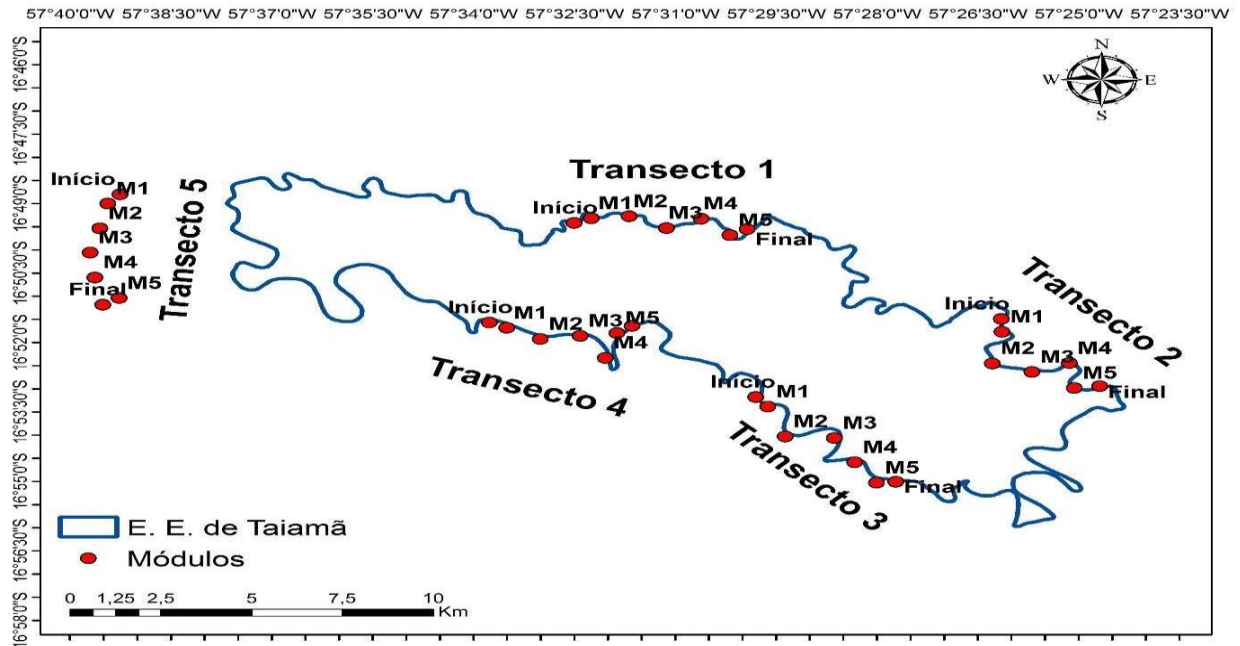 57°40'0"W 57°38'30"W 57°37'0"W 57°35'30"W 57°34'0"W 57°32'30"W 57°31'0"W 57°29'30"W 57°28'0"W 57°26'30"W 57°25'0"W 57°23'30"W
16°46'0"S
16°47'30"S
16°49'0"S
16°50'30"S
16°52'0"S
16°53'30"S
16°55'0"S
16°56'30"S
16°58'0"S
N
W E
S
Transecto 1
Início M1 M2 M3 M4 M5 Final
Transecto 5
Início M1
M2
M3
M4
Final M5
Transecto 2
Inicio
M1
M2 M3 M4
M5 Final
Transecto 4
Início M1 M2 M3 M5
M4
Transecto 3
Início M1
M2 M3
M4
M5 Final
E. E. de Taiamã
Módulos
0 1,25 2,5 5 7,5 10
Km